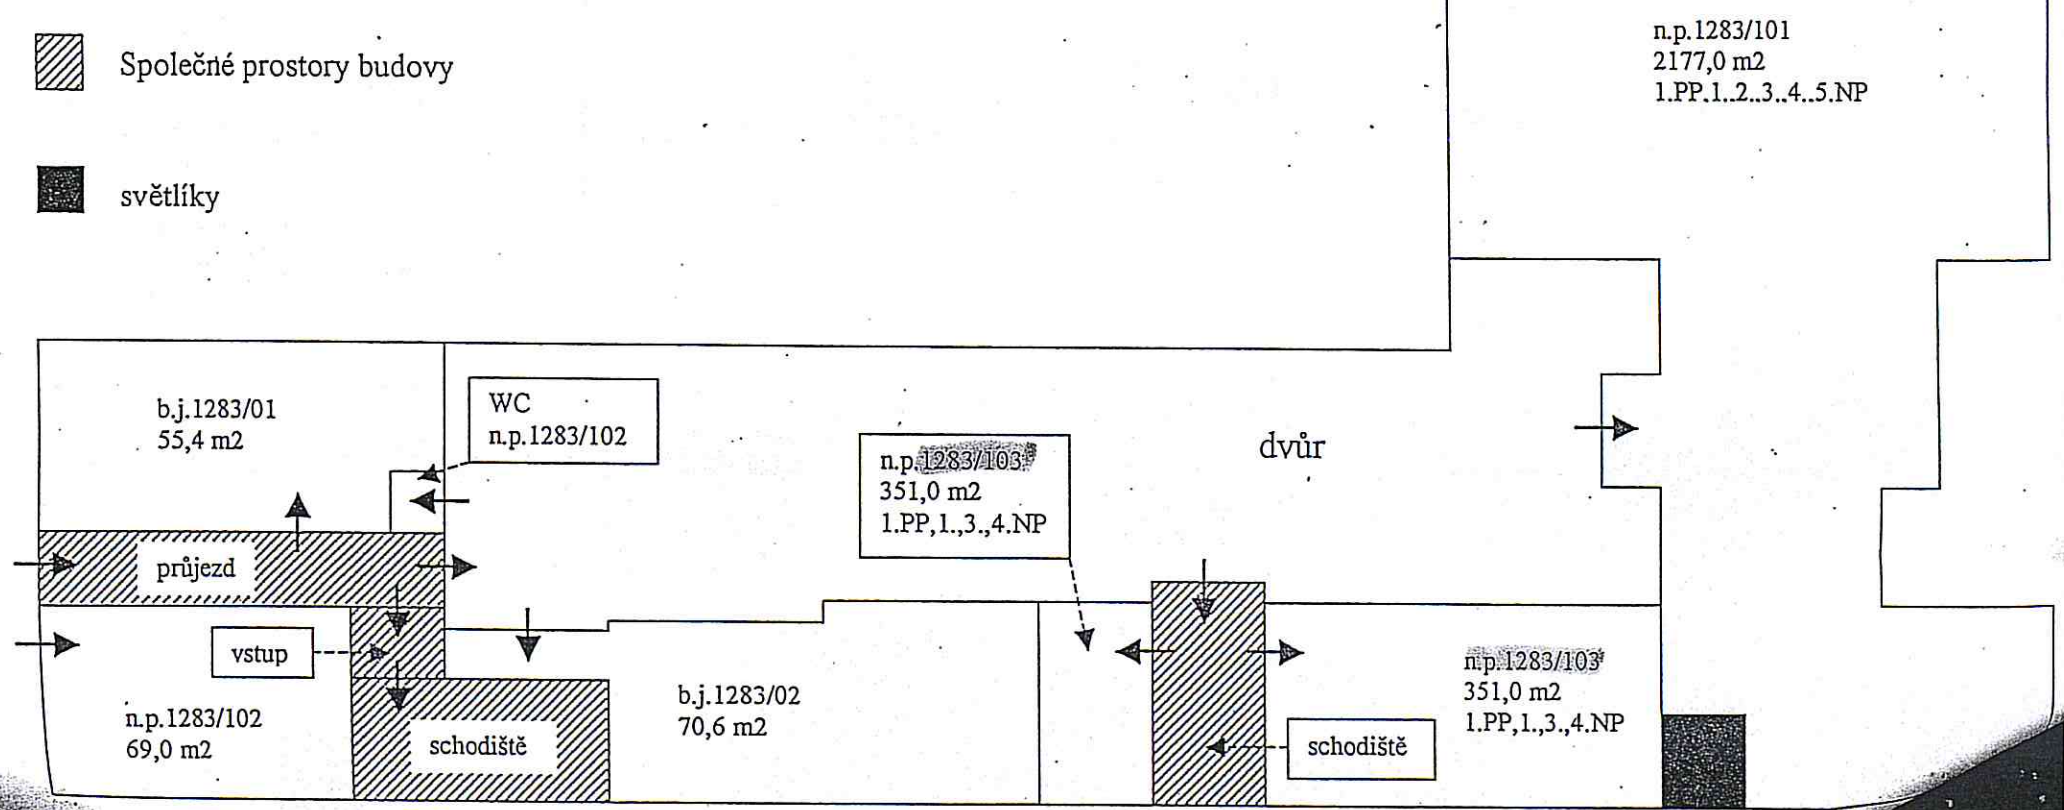 Společné prostory budovy
světlíky
n.p.1283/101
2177,0 m2
1.PP.1..2..3..4..5.NP
b.j.1283/01
55,4 m2
WC
n.p.1283/102
n.p.1283/103
351,0 m2
1.PP,1.,3.,4.NP
dvůr
průjezd
vstup
n.p.1283/102
69,0 m2
schodiště
b.j.1283/02
70,6 m2
schodiště
n.p.1283/103
351,0 m2
1.PP,1.,3.,4.NP